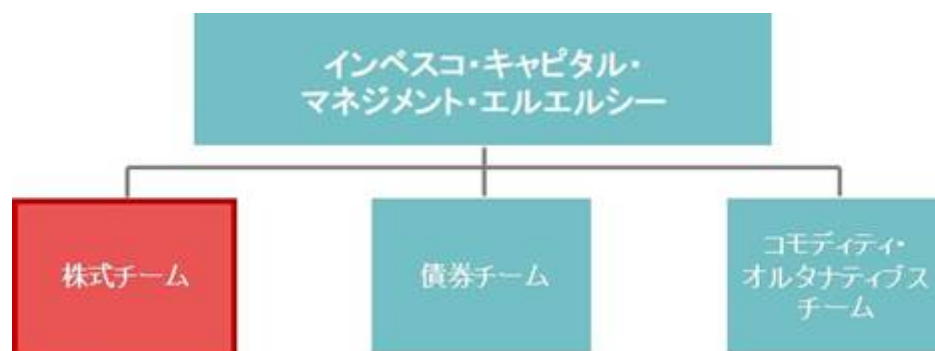 インベスコ・キャピタル・
マネジメント・エルエルシー
株式チーム
債券チーム
コモディティ・
オルタナティブス
チーム